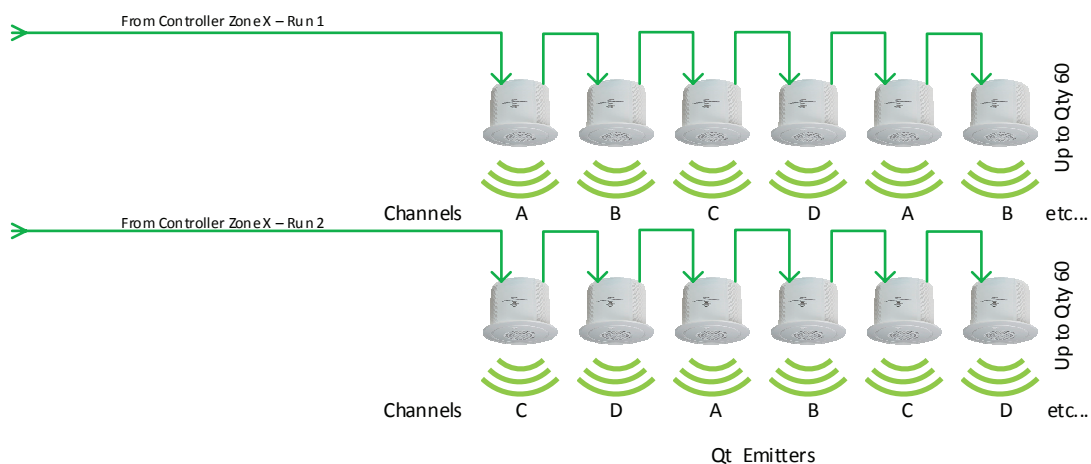 From Controller Zone X – Run 1
Up to Qty 60
Channels A B C D A B etc...
From Controller Zone X – Run 2
Up to Qty 60
Channels C D A B C D etc...
Qt Emitters